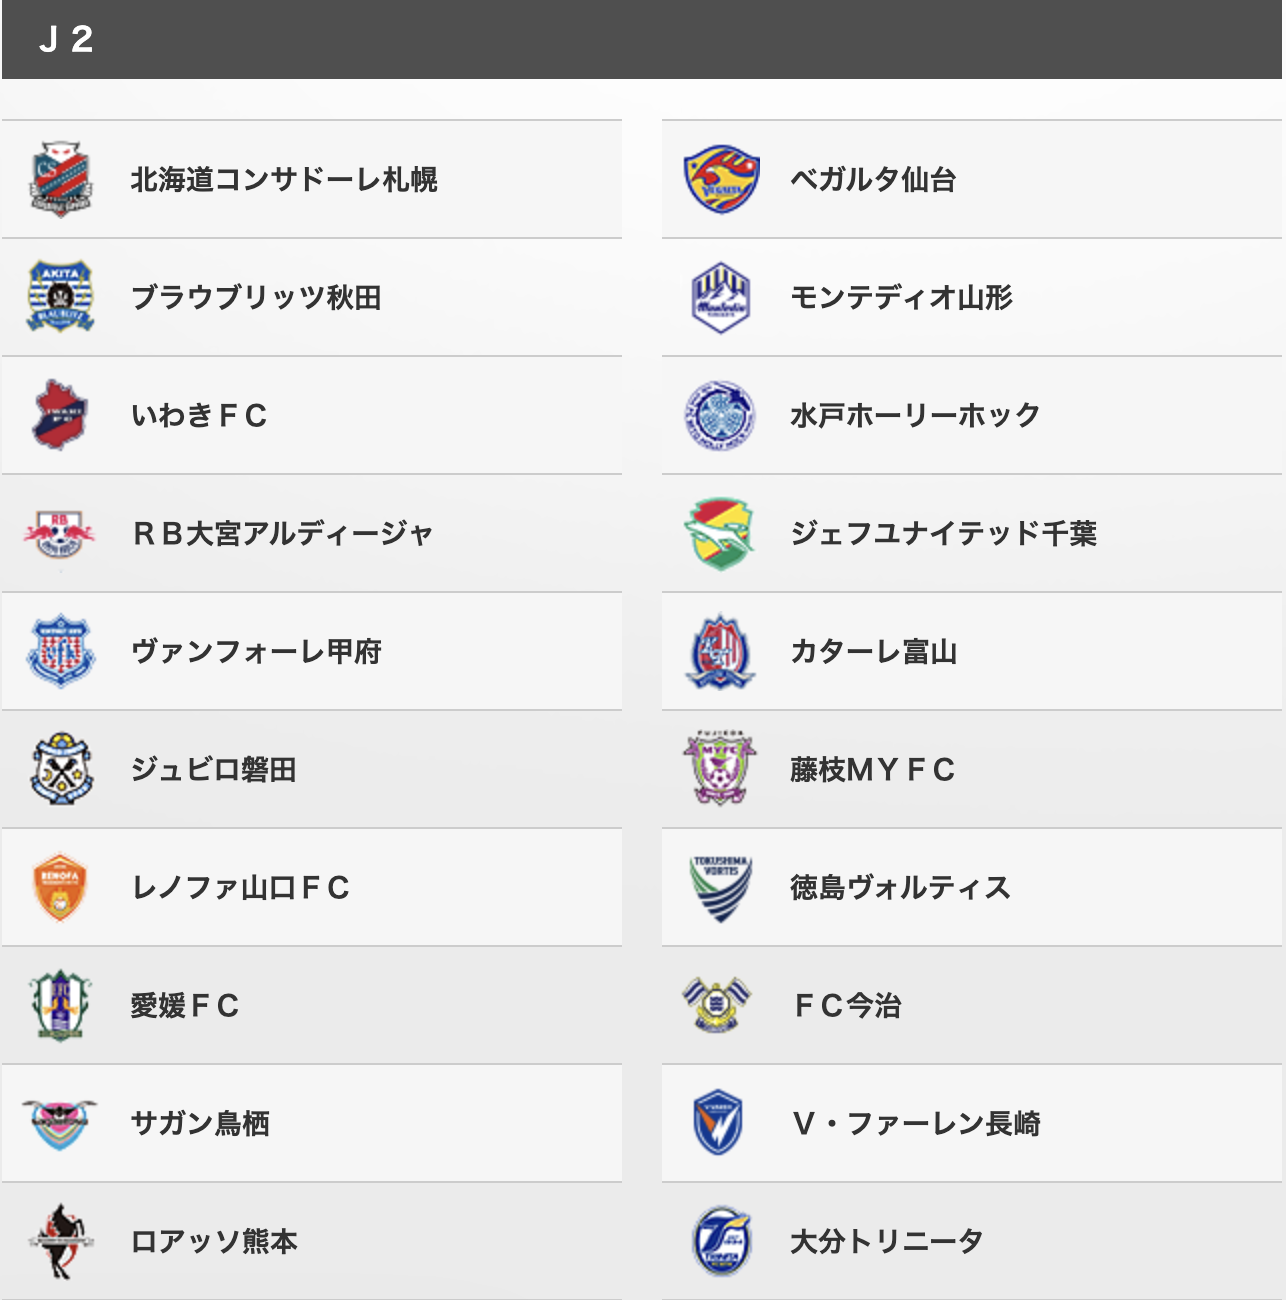 Ｊ２
北海道コンサドーレ札幌
ベガルタ仙台
AKITA
ブラウブリッツ秋田
モンテディオ山形
いわきＦＣ
水戸ホーリーホック
RB
ＲＢ大宮アルディージャ
ジェフユナイテッド千葉
ヴァンフォーレ甲府
カターレ富山
ジュビロ磐田
MYFC
藤枝ＭＹＦＣ
RENOFA
レノファ山口ＦＣ
TOKUSHIMA
VORTIS
徳島ヴォルティス
愛媛ＦＣ
ＦＣ今治
サガン鳥栖
Ｖ・ファーレン長崎
ロアッソ熊本
大分トリニータ